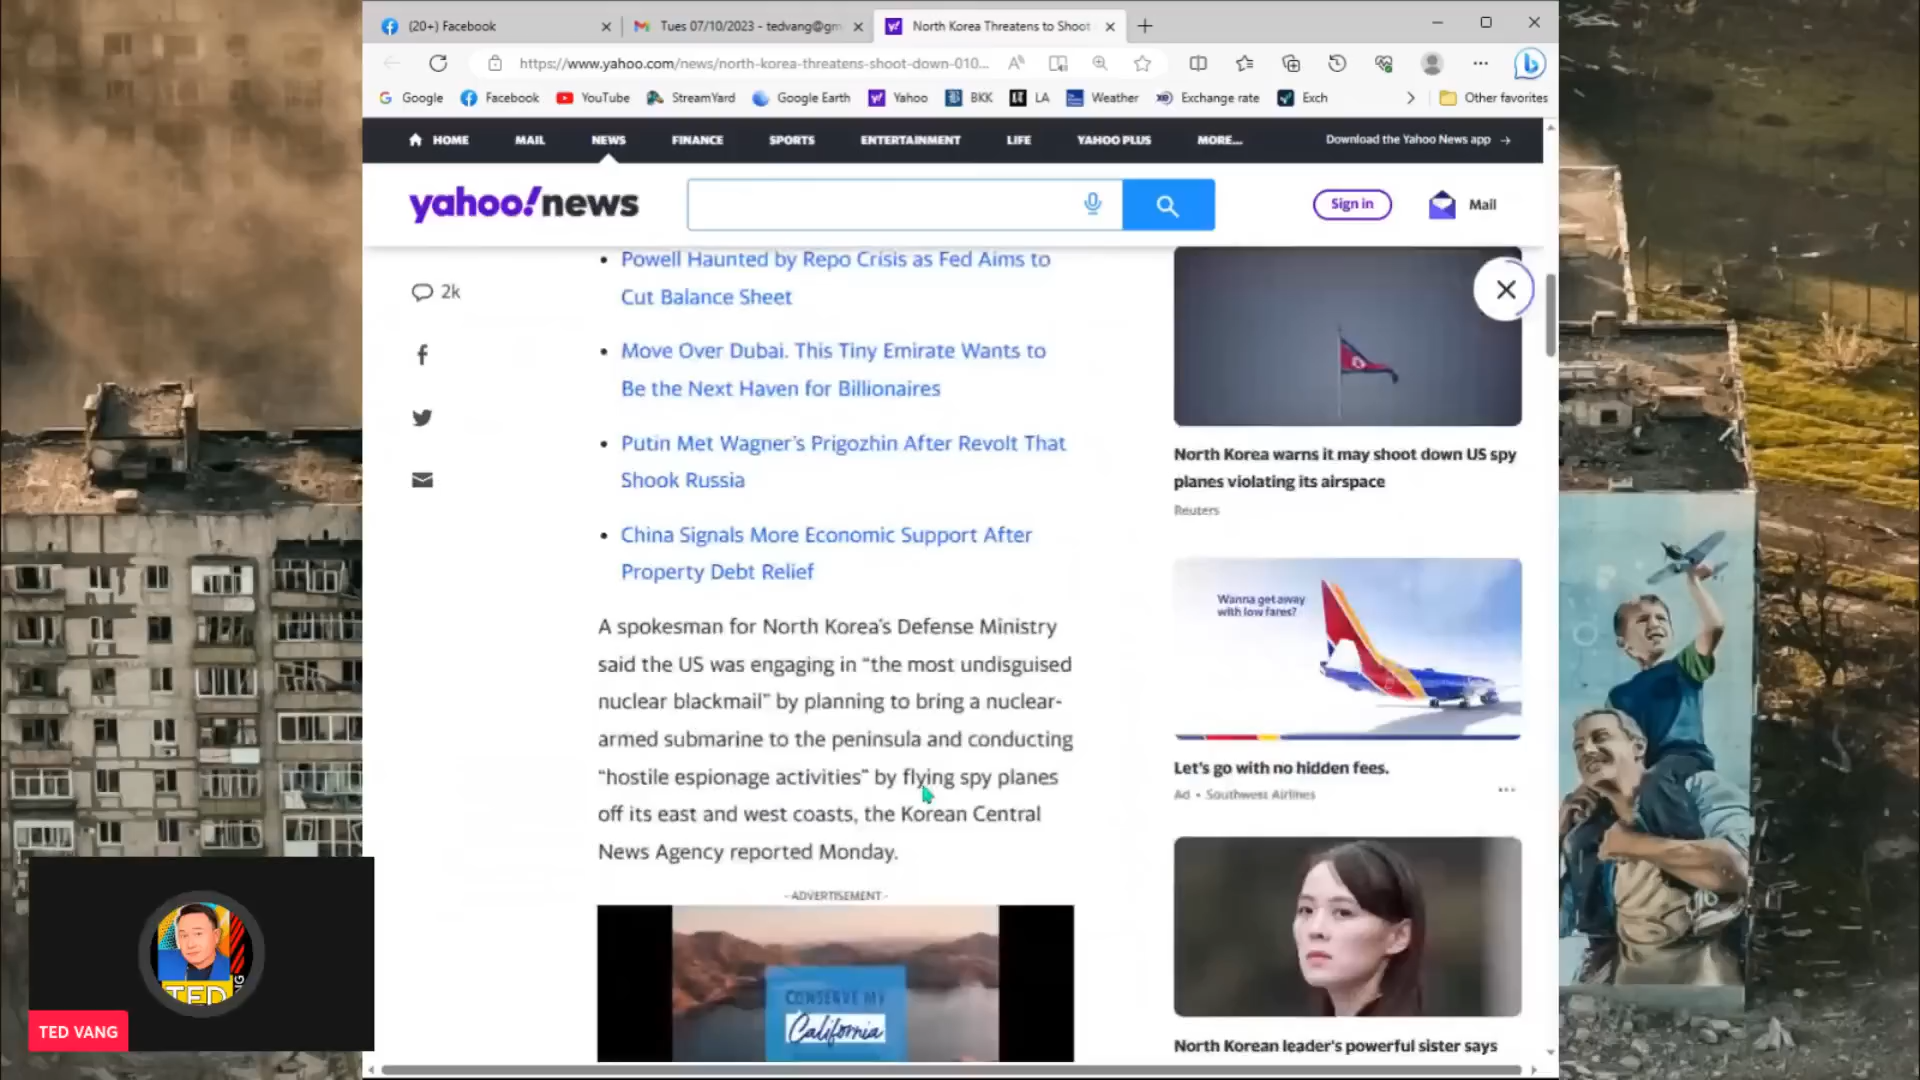 (20+) Facebook
Tues 07/10/2023 - tedvang@gm
North Korea Threatens to Shoot
https://www.yahoo.com/news/north-korea-threatens-shoot-down-010...
Google
Facebook
YouTube
StreamYard
Google Earth
Yahoo
BKK
LA
Weather
Exchange rate
Exch
Other favorites
HOME
MAIL
NEWS
FINANCE
SPORTS
ENTERTAINMENT
LIFE
YAHOO PLUS
MORE...
Download the Yahoo News app →
yahoo!news
Sign in
Mail
2k
• Powell Haunted by Repo Crisis as Fed Aims to
Cut Balance Sheet
• Move Over Dubai. This Tiny Emirate Wants to
Be the Next Haven for Billionaires
• Putin Met Wagner's Prigozhin After Revolt That
Shook Russia
• China Signals More Economic Support After
Property Debt Relief
A spokesman for North Korea's Defense Ministry
said the US was engaging in “the most undisguised
nuclear blackmail” by planning to bring a nuclear-
armed submarine to the peninsula and conducting
“hostile espionage activities” by flying spy planes
off its east and west coasts, the Korean Central
News Agency reported Monday.
- ADVERTISEMENT -
CONSERVE MY
California
North Korea warns it may shoot down US spy
planes violating its airspace
Reuters
Wanna get away
with low fares?
Let's go with no hidden fees.
Ad • Southwest Airlines
North Korean leader's powerful sister says
TED
NG
TED VANG